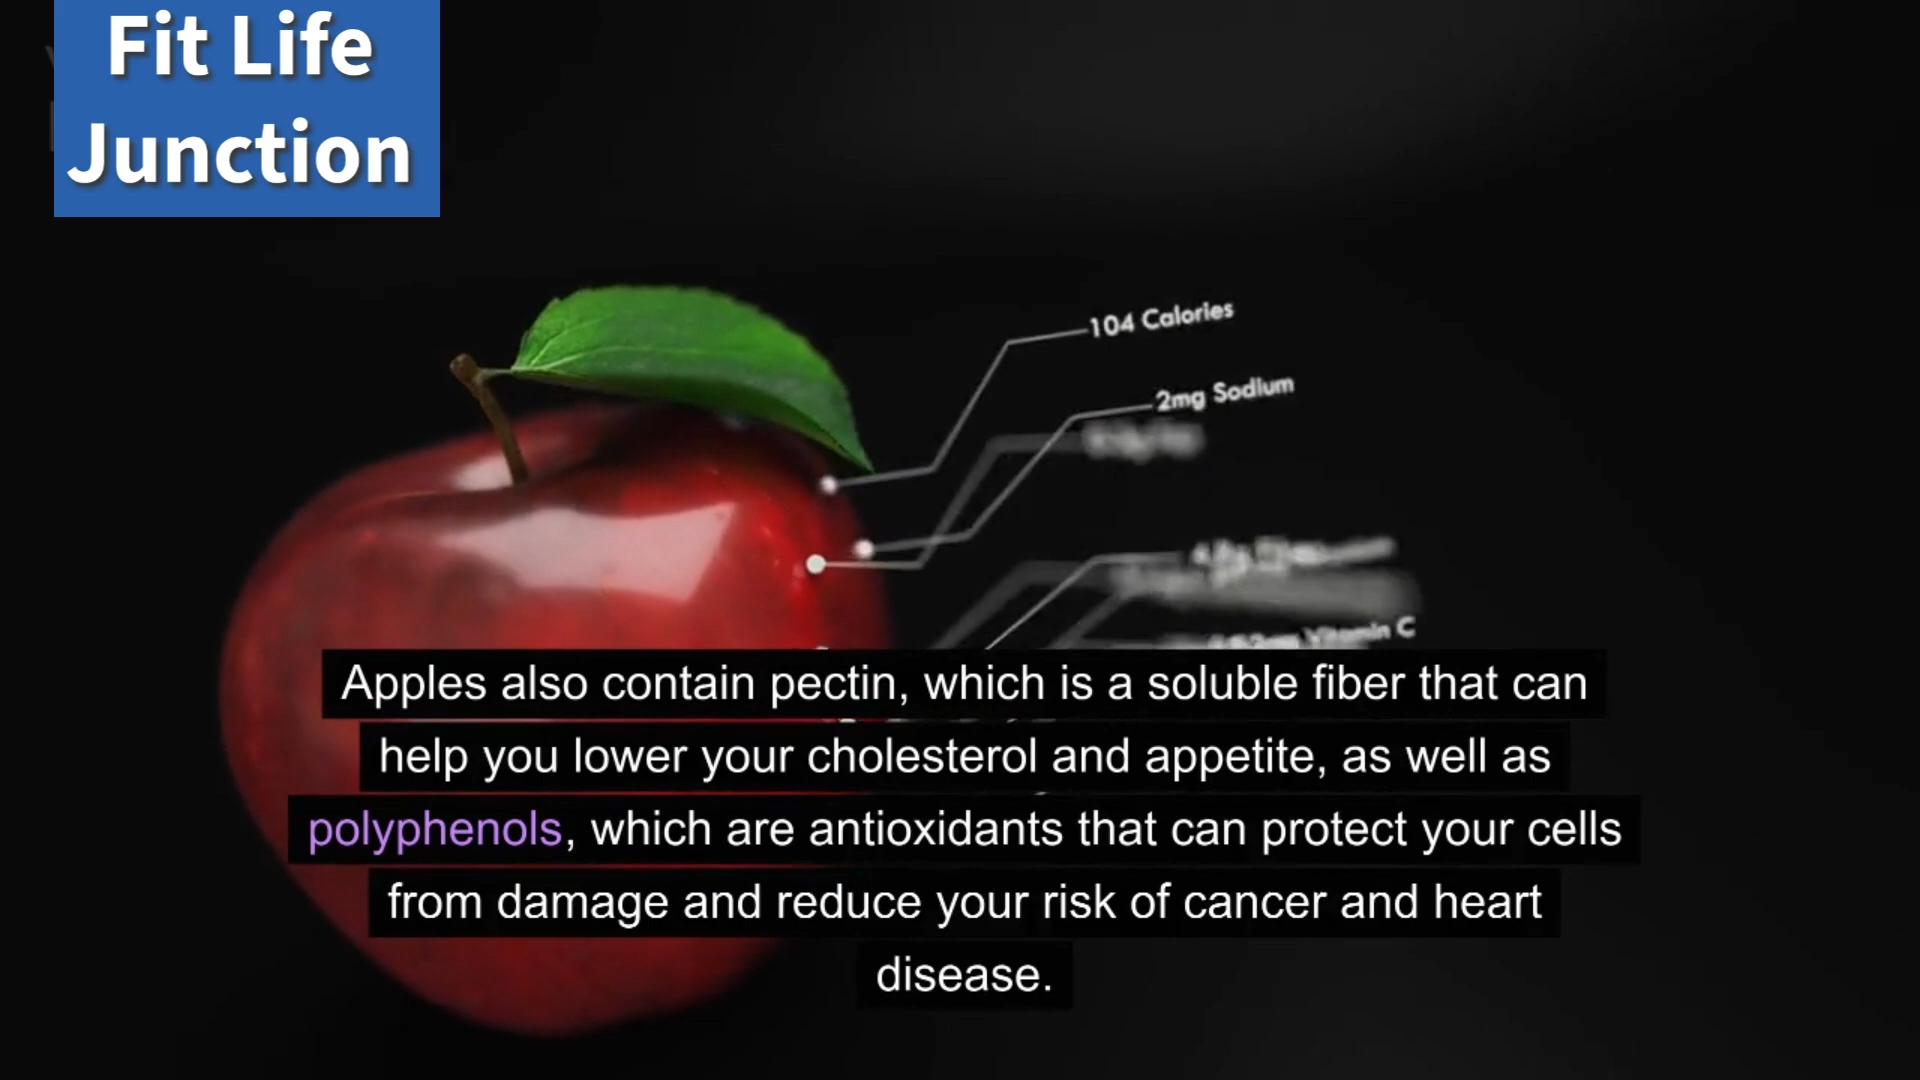 Fit Life
Junction
104 Calories
2mg Sodium
Vitamin C
Apples also contain pectin, which is a soluble fiber that can
help you lower your cholesterol and appetite, as well as
polyphenols, which are antioxidants that can protect your cells
from damage and reduce your risk of cancer and heart
disease.